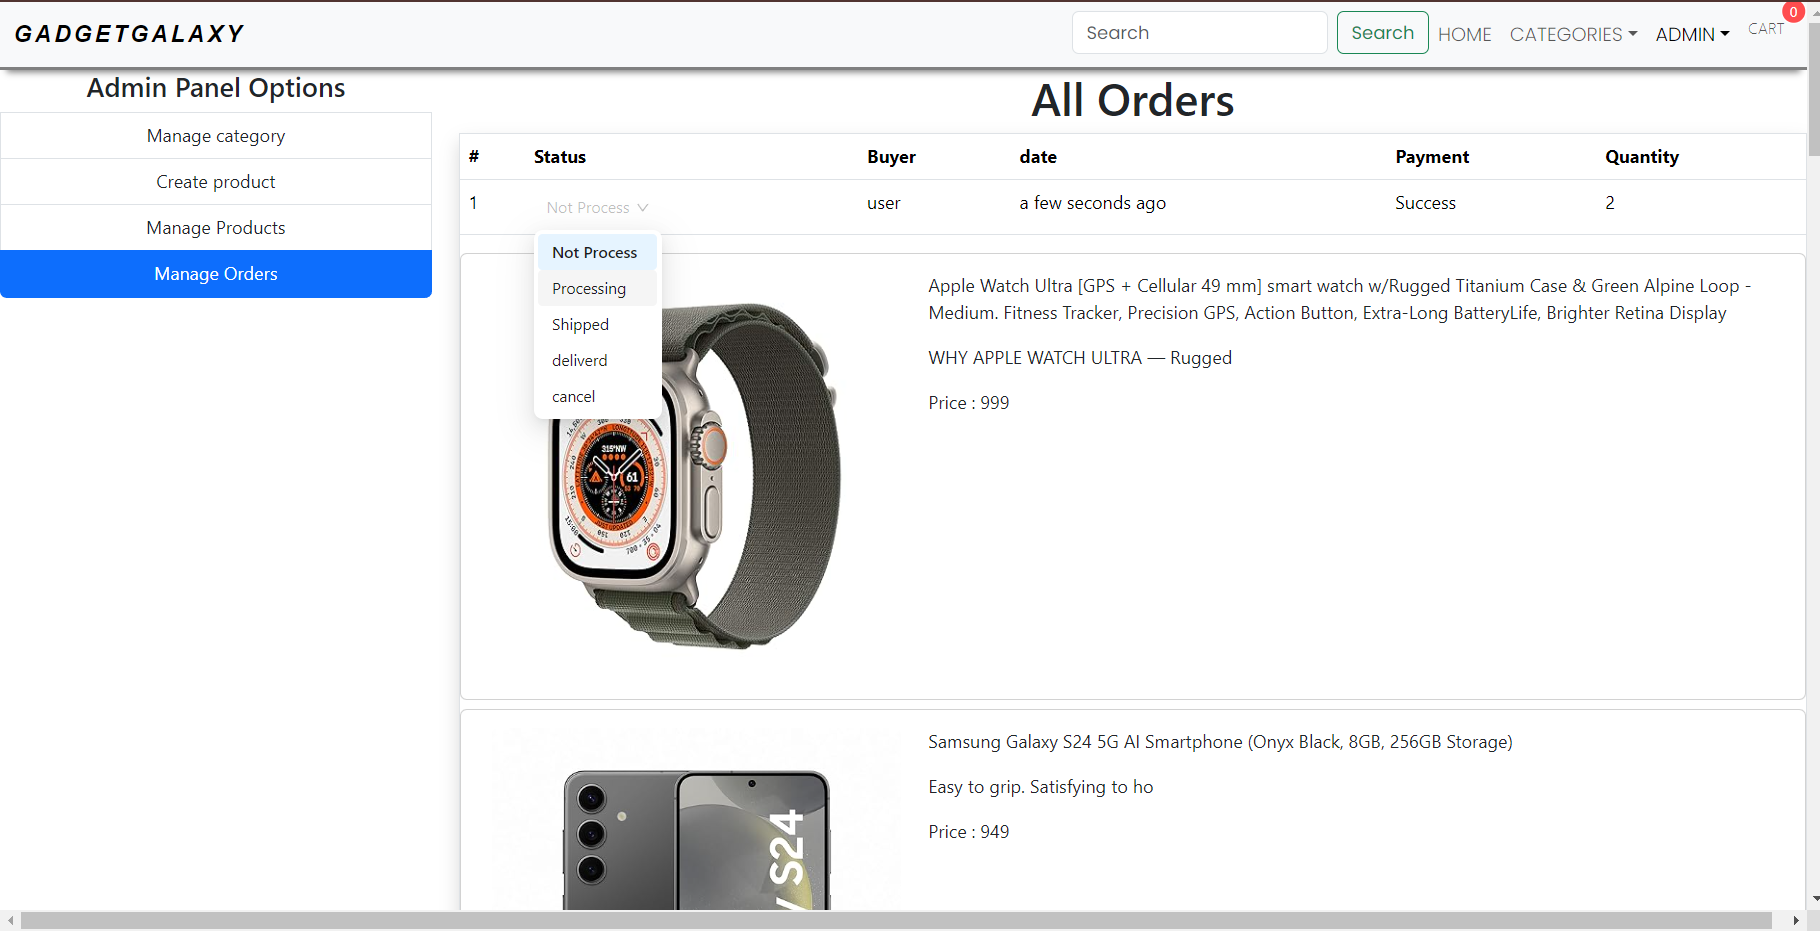 GADGETGALAXY
Search
Search
HOME
CATEGORIES
ADMIN
CART
0
Admin Panel Options
Manage category
Create product
Manage Products
Manage Orders
All Orders
# Status Buyer date Payment Quantity
1 Not Process user a few seconds ago Success 2
Not Process
Processing
Shipped
deliverd
cancel
Apple Watch Ultra [GPS + Cellular 49 mm] smart watch w/Rugged Titanium Case & Green Alpine Loop -
Medium. Fitness Tracker, Precision GPS, Action Button, Extra-Long BatteryLife, Brighter Retina Display
WHY APPLE WATCH ULTRA — Rugged
Price : 999
315°NW
61
Samsung Galaxy S24 5G AI Smartphone (Onyx Black, 8GB, 256GB Storage)
Easy to grip. Satisfying to ho
Price : 949
S24